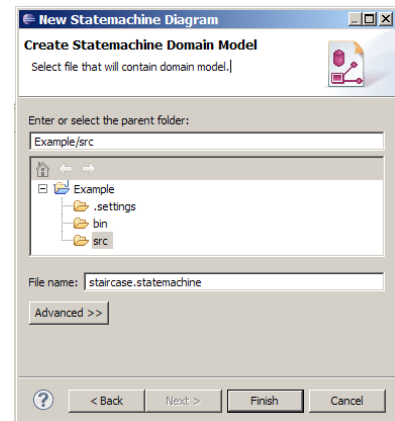 New Statemachine Diagram
Create Statemachine Domain Model
Select file that will contain domain model.
Enter or select the parent folder:
Example/src
Example
.settings
bin
src
File name: staircase.statemachine
Advanced >>
? < Back Next > Finish Cancel